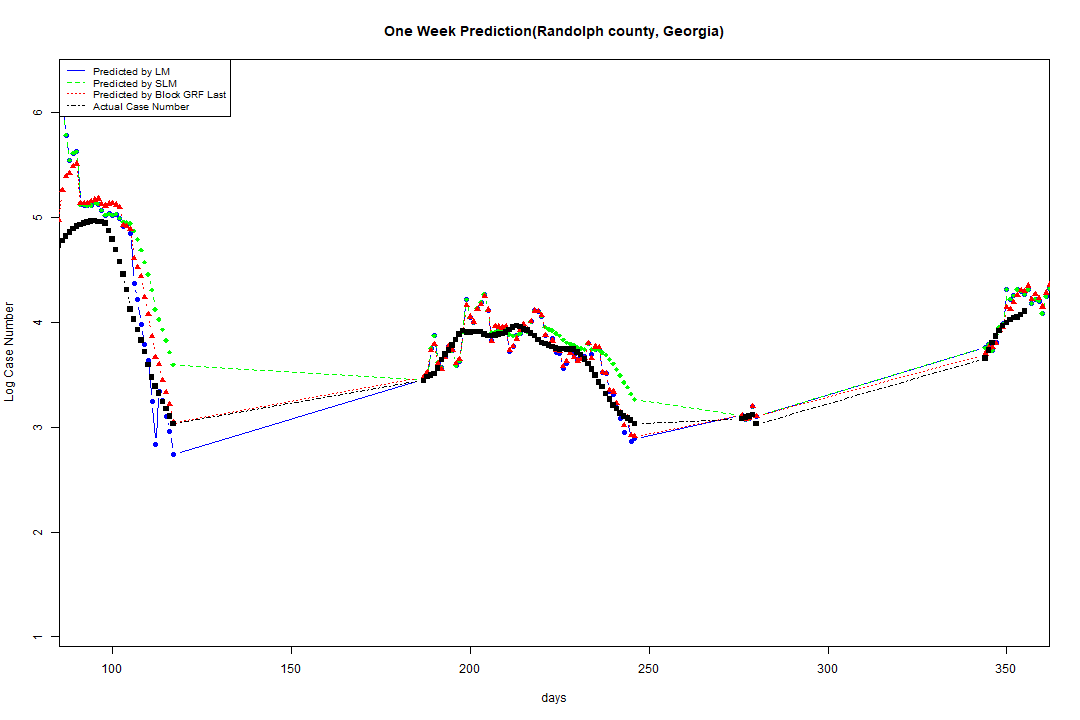 One Week Prediction(Randolph county, Georgia)
Predicted by LM
Predicted by SLM
Predicted by Block GRF Last
Actual Case Number
Log Case Number
6
5
4
3
2
1
100 150 200 250 300 350
days